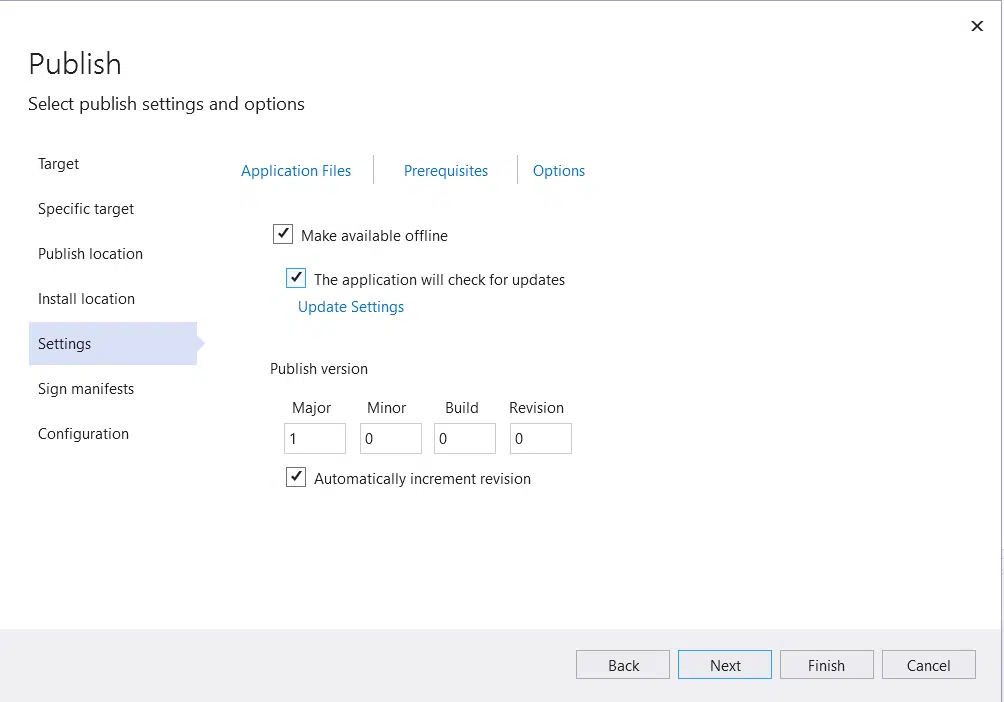 Publish
Select publish settings and options
Target
Specific target
Publish location
Install location
Settings
Sign manifests
Configuration
Application Files Prerequisites Options
Make available offline
The application will check for updates
Update Settings
Publish version
Major Minor Build Revision
1 0 0 0
Automatically increment revision
Back Next Finish Cancel